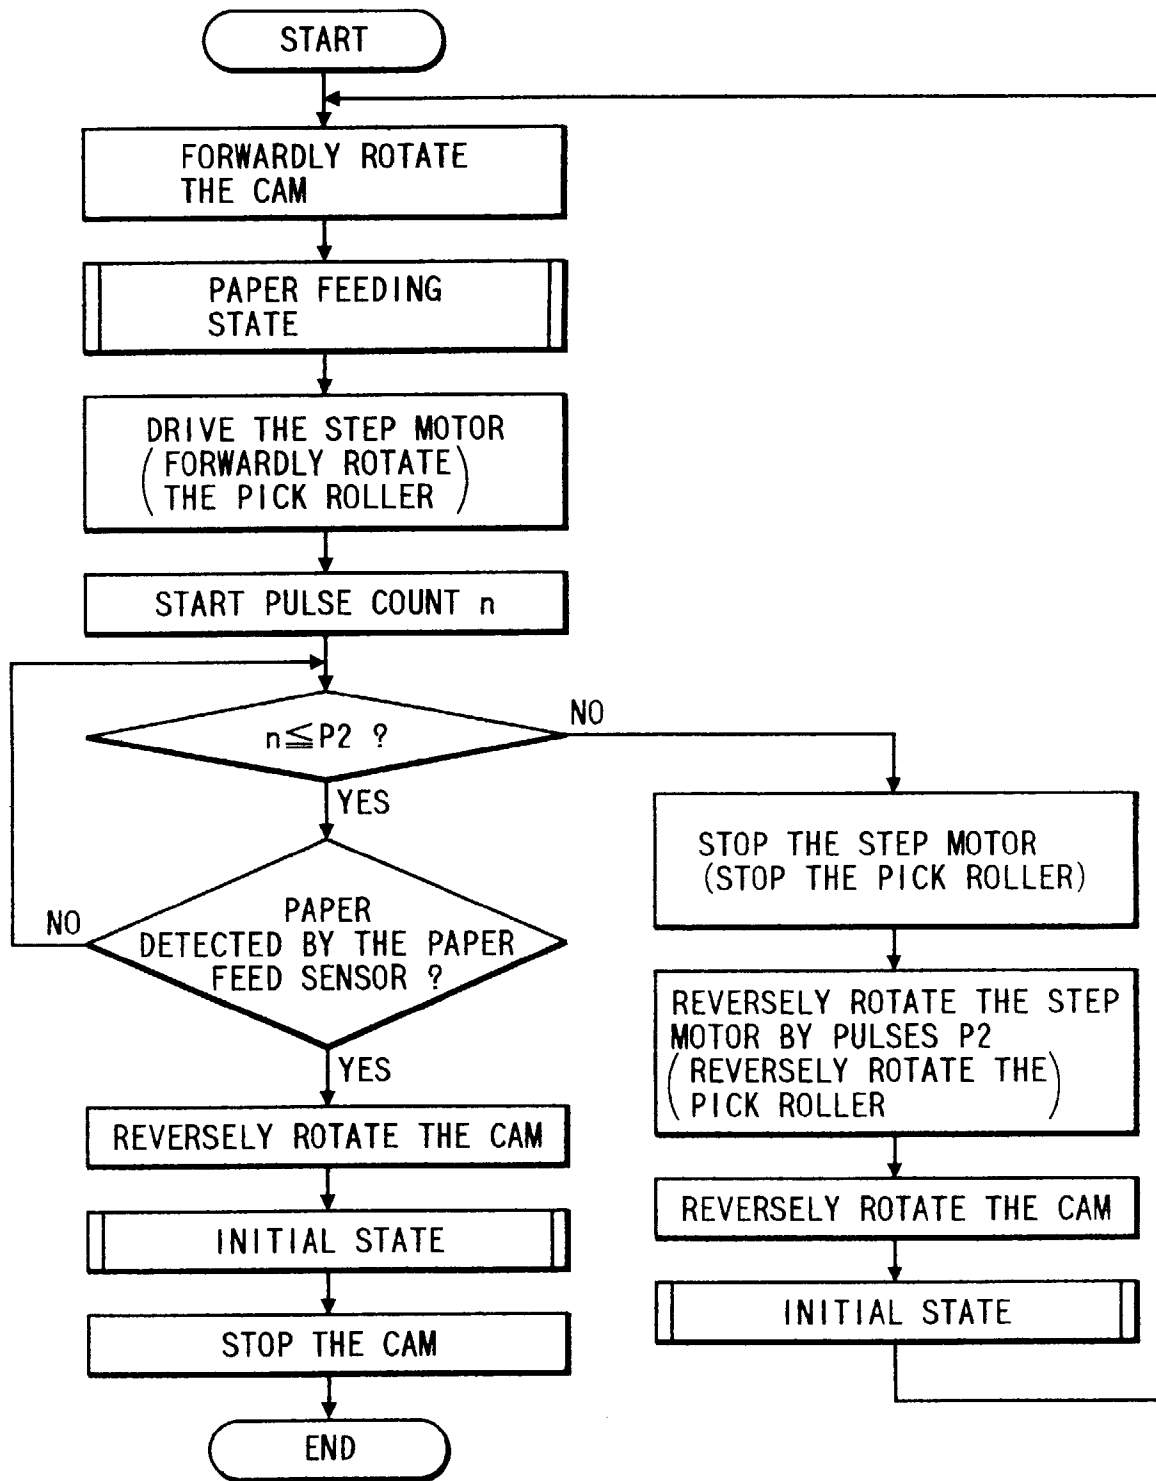 START
FORWARDLY ROTATE
THE CAM
PAPER FEEDING
STATE
DRIVE THE STEP MOTOR
(FORWARDLY ROTATE
THE PICK ROLLER)
START PULSE COUNT n
n≦P2 ?
NO
YES
PAPER
DETECTED BY THE PAPER
FEED SENSOR ?
NO
YES
REVERSELY ROTATE THE CAM
INITIAL STATE
STOP THE CAM
END
STOP THE STEP MOTOR
(STOP THE PICK ROLLER)
REVERSELY ROTATE THE STEP
MOTOR BY PULSES P2
(REVERSELY ROTATE THE
PICK ROLLER)
REVERSELY ROTATE THE CAM
INITIAL STATE